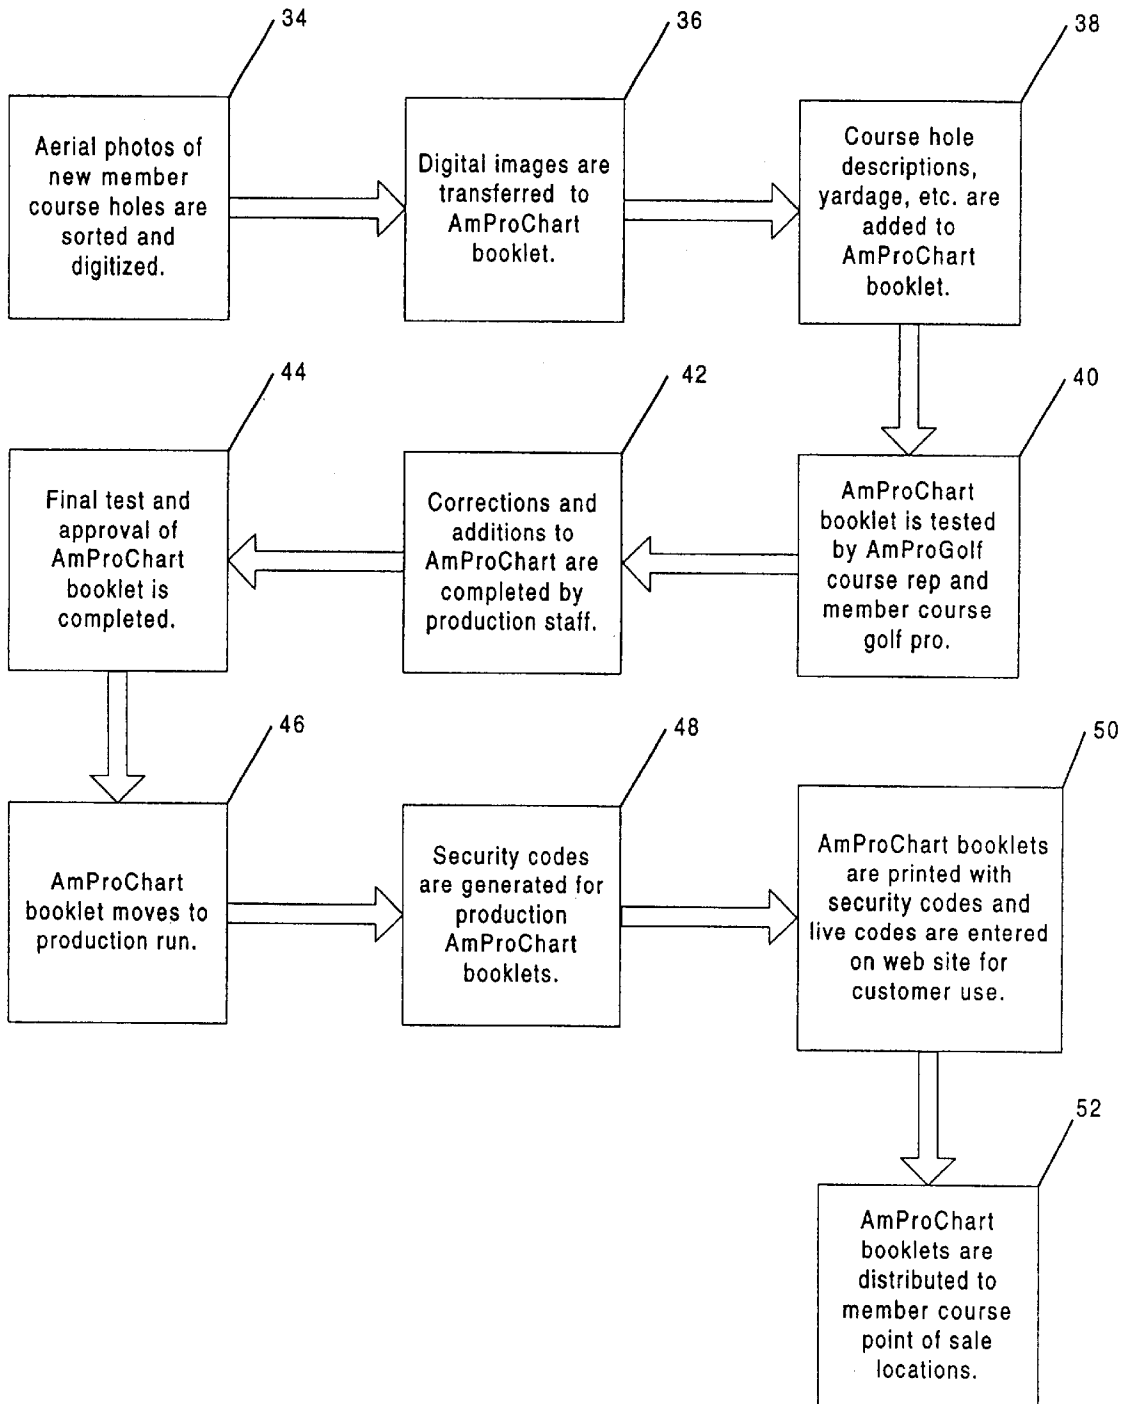 34
Aerial photos of
new member
course holes are
sorted and
digitized.
36
Digital images are
transferred to
AmProChart
booklet.
38
Course hole
descriptions,
yardage, etc. are
added to
AmProChart
booklet.
40
AmProChart
booklet is tested
by AmProGolf
course rep and
member course
golf pro.
42
Corrections and
additions to
AmProChart are
completed by
production staff.
44
Final test and
approval of
AmProChart
booklet is
completed.
46
AmProChart
booklet moves to
production run.
48
Security codes
are generated for
production
AmProChart
booklets.
50
AmProChart booklets
are printed with
security codes and
live codes are entered
on web site for
customer use.
52
AmProChart
booklets are
distributed to
member course
point of sale
locations.